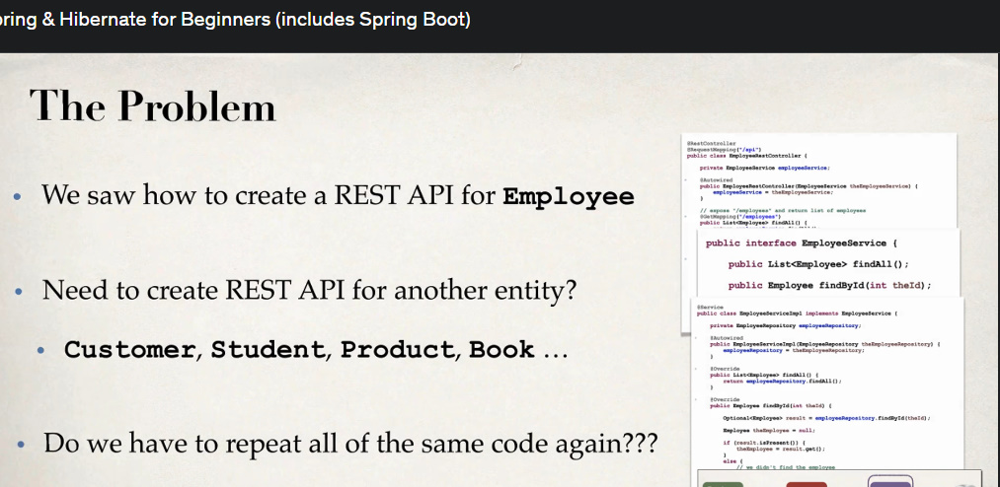 pring & Hibernate for Beginners (includes Spring Boot)
The Problem
We saw how to create a REST API for Employee
Need to create REST API for another entity?
Customer, Student, Product, Book ...
Do we have to repeat all of the same code again???
@RestController
@RequestMapping("/api")
public class EmployeeRestController {
private EmployeeService employeeService;
@Autowired
public EmployeeRestController(EmployeeService theEmployeeService) {
employeeService = theEmployeeService;
}
// expose "/employees" and return list of employees
@GetMapping("/employees")
public List<Employee> findAll() {
public interface EmployeeService {
public List<Employee> findAll();
public Employee findById(int theId);
@Service
public class EmployeeServiceImpl implements EmployeeService {
private EmployeeRepository employeeRepository;
@Autowired
public EmployeeServiceImpl(EmployeeRepository theEmployeeRepository) {
employeeRepository = theEmployeeRepository;
}
@Override
public List<Employee> findAll() {
return employeeRepository.findAll();
}
@Override
public Employee findById(int theId) {
Optional<Employee> result = employeeRepository.findById(theId);
Employee theEmployee = null;
if (result.isPresent()) {
theEmployee = result.get();
}
else {
// we didn't find the employee